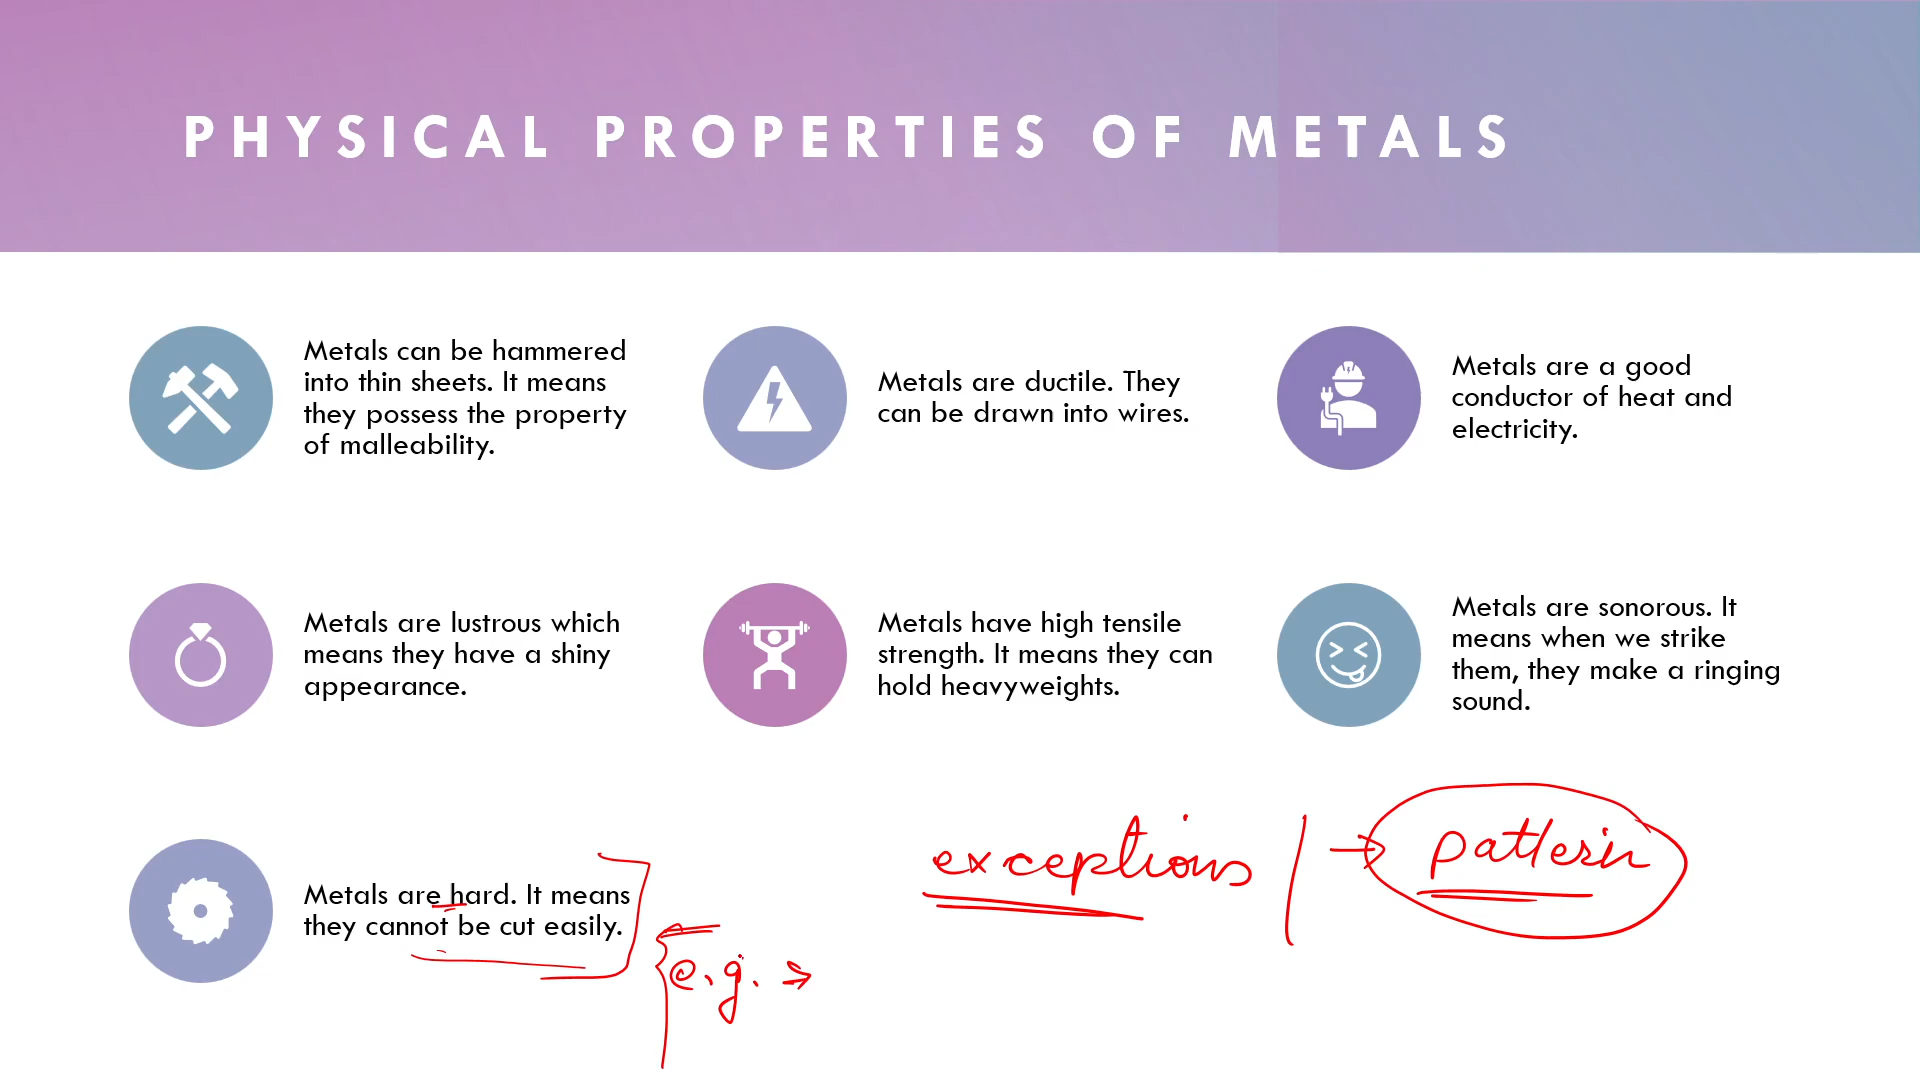 PHYSICAL PROPERTIES OF METALS
Metals can be hammered
into thin sheets. It means
they possess the property
of malleability.
Metals are ductile. They
can be drawn into wires.
Metals are a good
conductor of heat and
electricity.
Metals are lustrous which
means they have a shiny
appearance.
Metals have high tensile
strength. It means they can
hold heavyweights.
Metals are sonorous. It
means when we strike
them, they make a ringing
sound.
Metals are hard. It means
they cannot be cut easily.
e.g. →
exceptions | → pattern